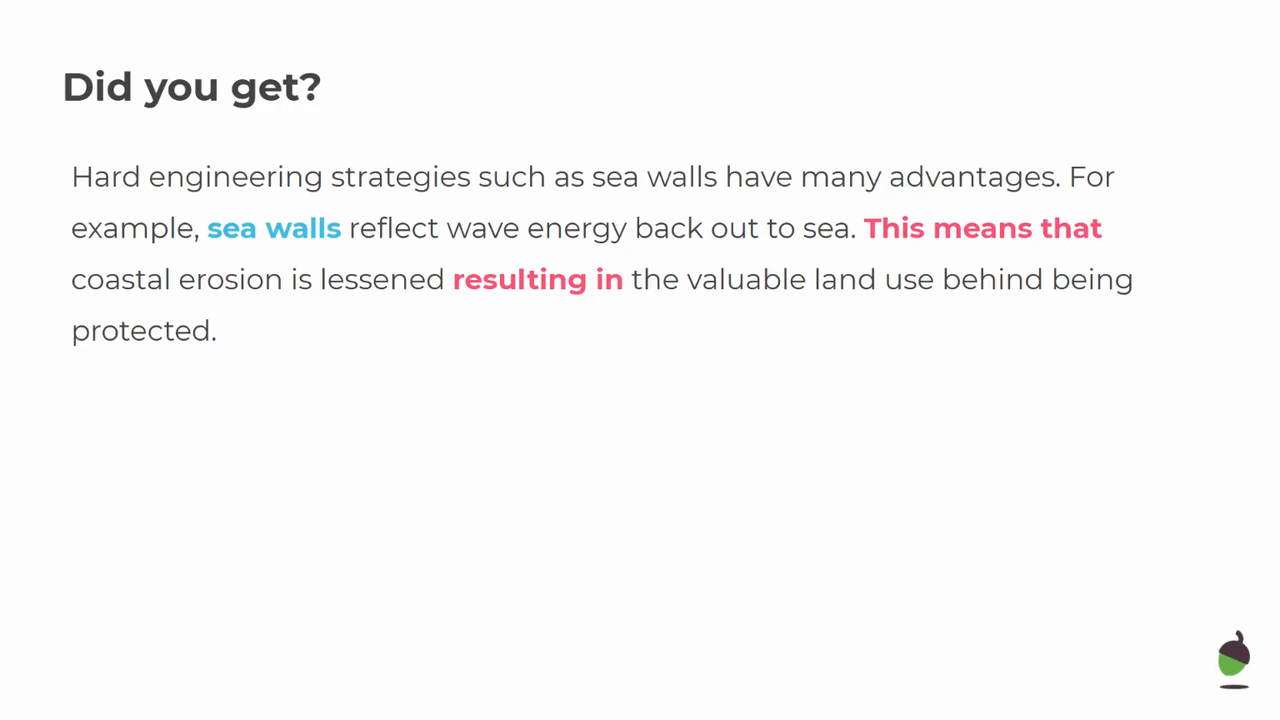 Did you get?
Hard engineering strategies such as sea walls have many advantages. For
example, sea walls reflect wave energy back out to sea. This means that
coastal erosion is lessened resulting in the valuable land use behind being
protected.